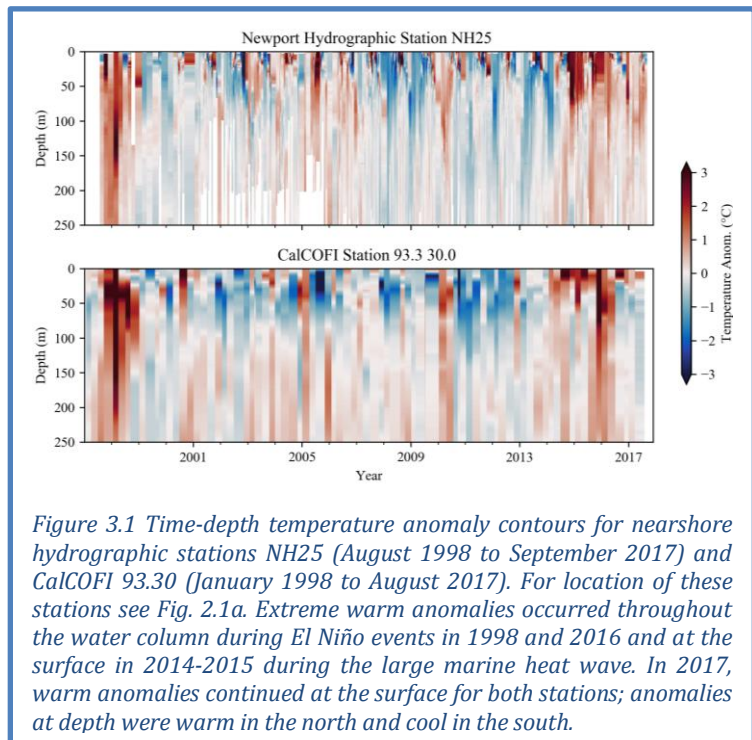 Newport Hydrographic Station NH25
0
50
100
150
200
250
Depth (m)
CalCOFI Station 93.3 30.0
0
50
100
150
200
250
Depth (m)
2001 2005 2009 2013 2017
Year
3
2
1
0
−1
−2
−3
Temperature Anom. (°C)
Figure 3.1 Time-depth temperature anomaly contours for nearshore
hydrographic stations NH25 (August 1998 to September 2017) and
CalCOFI 93.30 (January 1998 to August 2017). For location of these
stations see Fig. 2.1a. Extreme warm anomalies occurred throughout
the water column during El Niño events in 1998 and 2016 and at the
surface in 2014-2015 during the large marine heat wave. In 2017,
warm anomalies continued at the surface for both stations; anomalies
at depth were warm in the north and cool in the south.